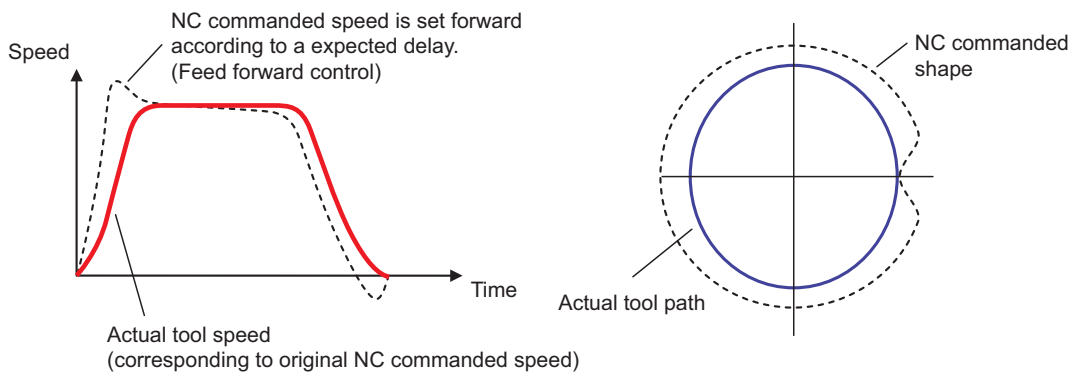 NC commanded speed is set forward
according to a expected delay.
(Feed forward control)
Speed
Time
Actual tool speed
(corresponding to original NC commanded speed)
NC commanded
shape
Actual tool path